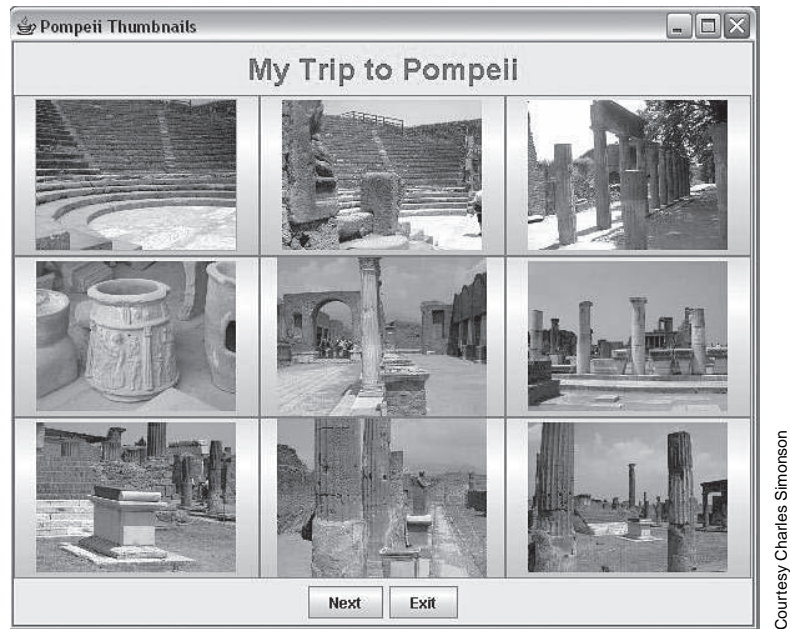 Pompeii Thumbnails
My Trip to Pompeii
Next Exit
Courtesy Charles Simonson